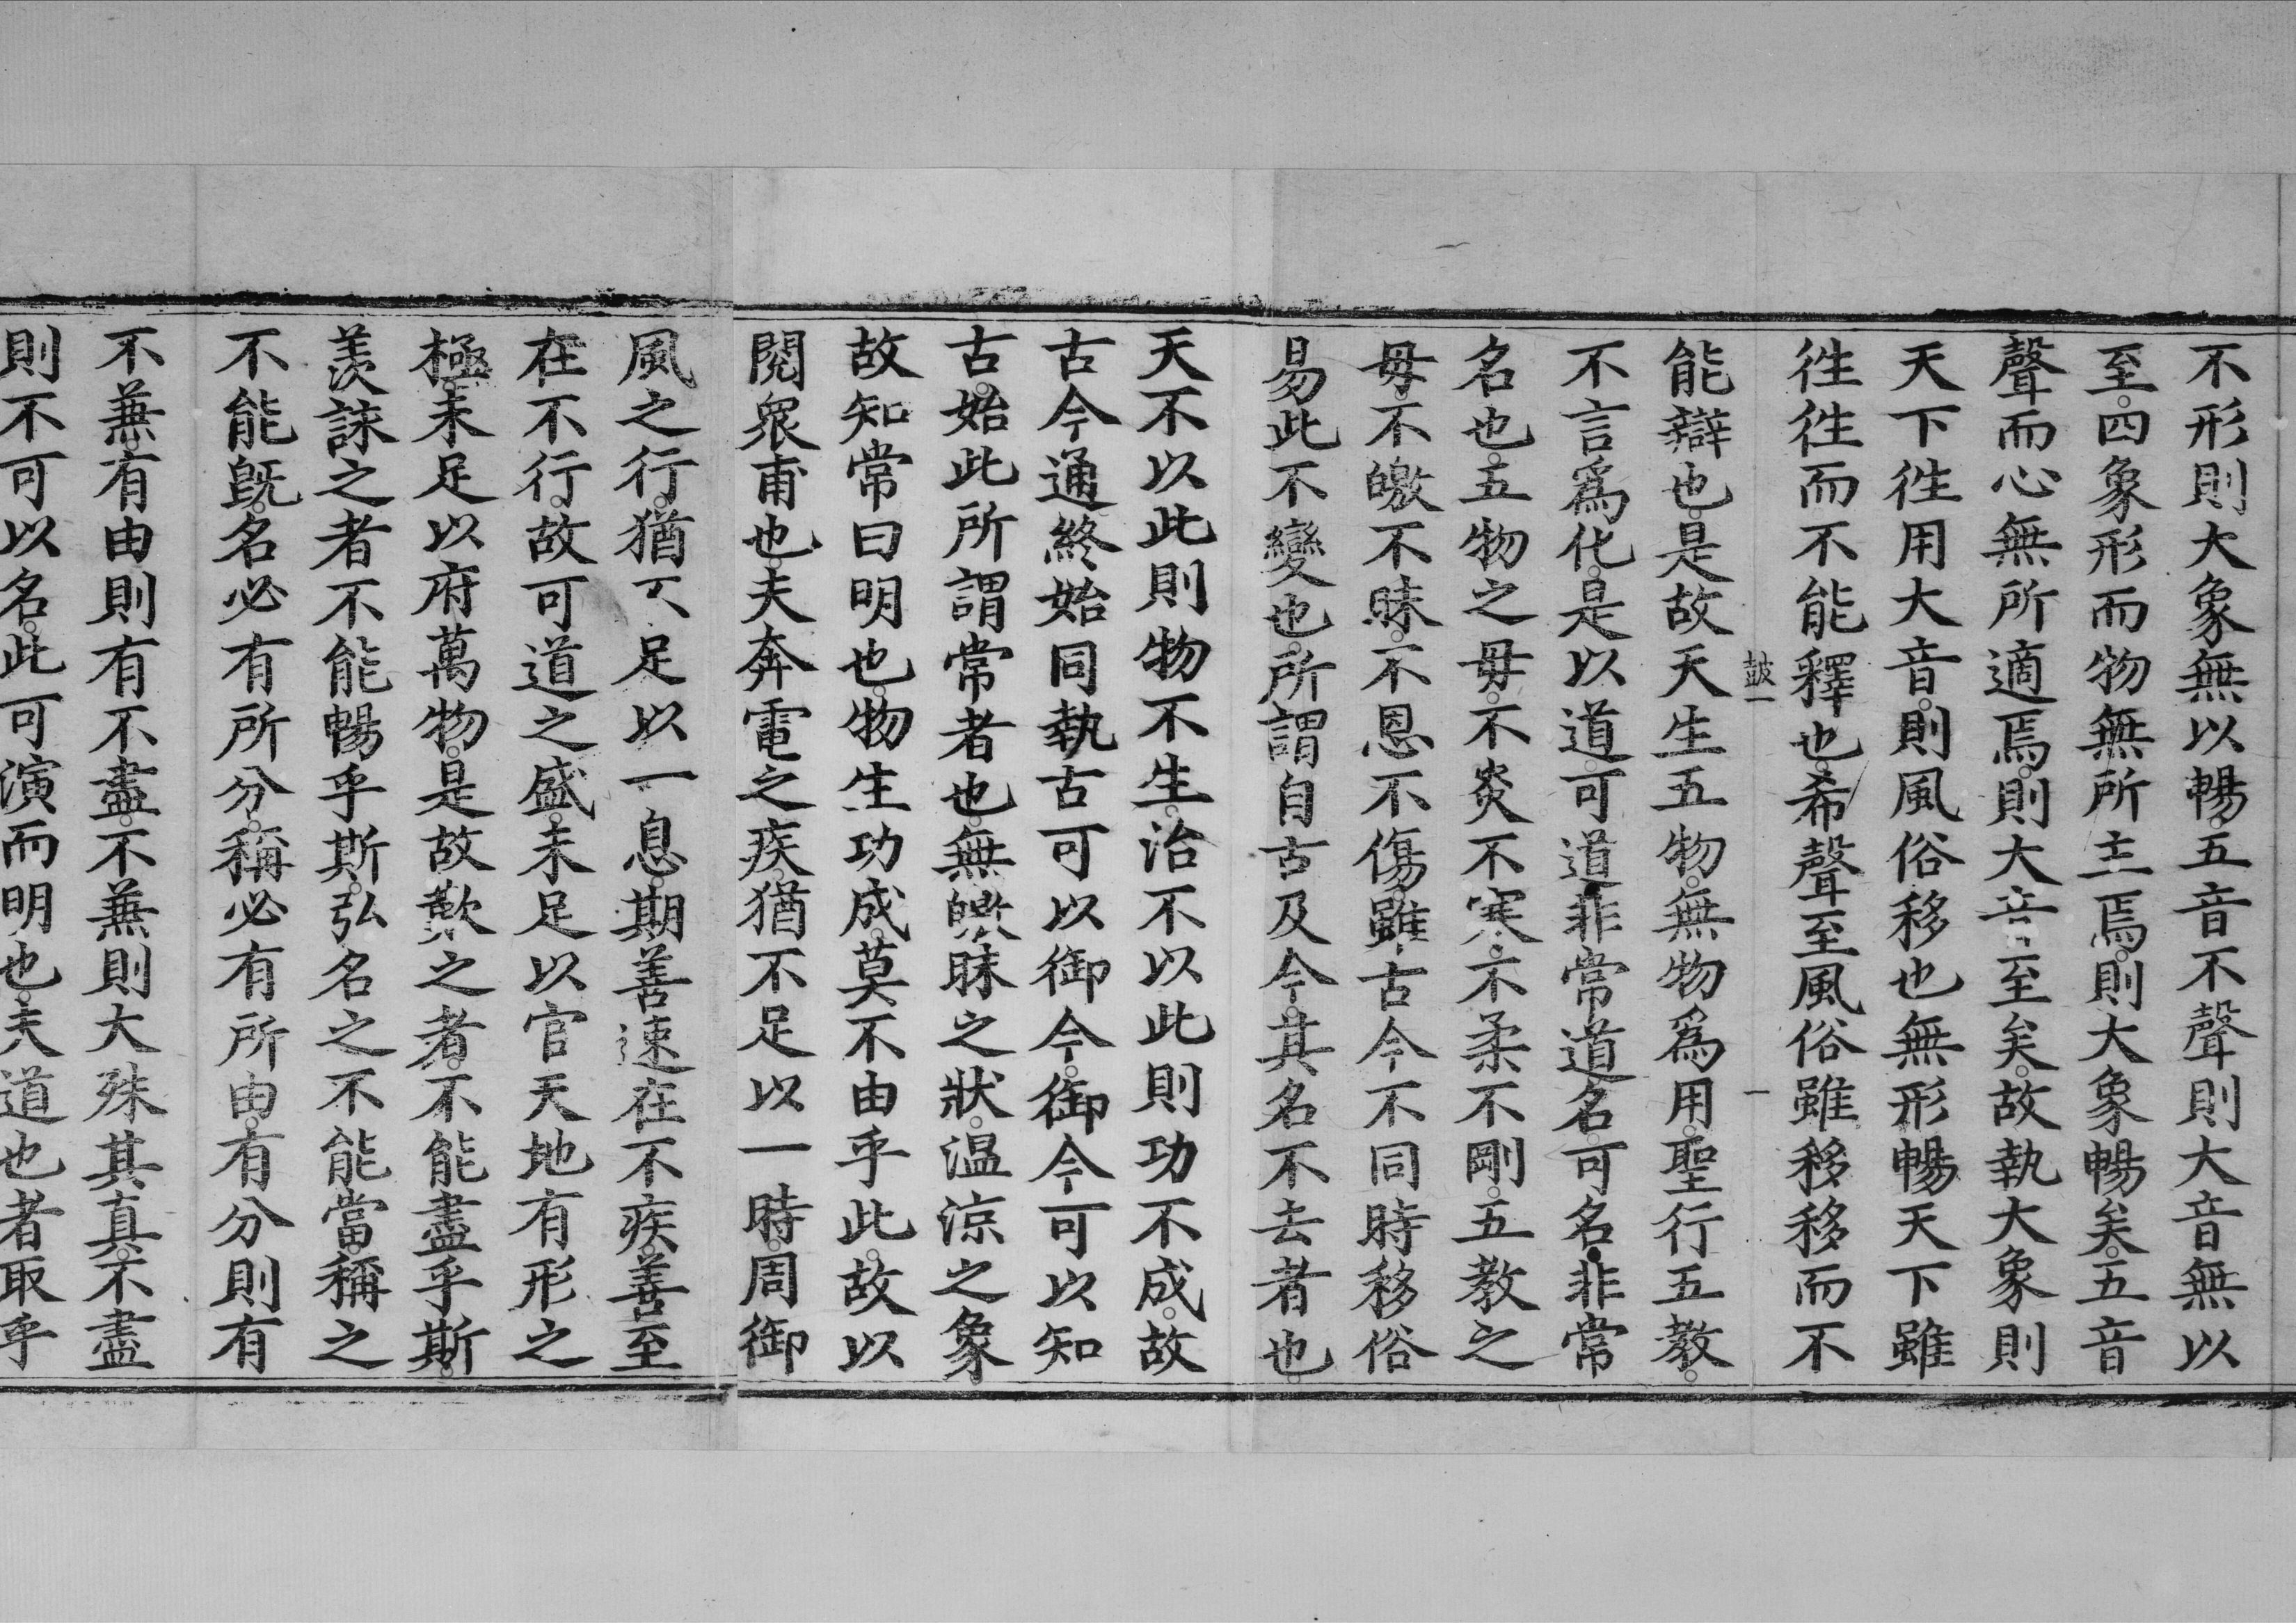 不形則大象無以暢五音不聲則大音無以
至四象形而物無所主焉則大象暢矣五音
聲而心無所適焉則大音至矣故執大象則
天下徃用大音則風俗移也無形暢天下雖
徃徃而不能釋也希聲至風俗雖移移而不
鼓一
一
能辯也是故天生五物無物爲用聖行五教
不言爲化是以道可道非常道名可名非常
名也五物之毋不炎不寒不柔不剛五教之
毋不皦不昧不恩不傷雖古今不同時移俗
易此不變也所謂自古及今其名不去者也
天不以此則物不生治不以此則功不成故
古今通終始同執古可以御今御今可以知
古始此所謂常者也無皦昧之狀温涼之象
故知常曰明也物生功成莫不由乎此故以
閱衆甫也夫奔電之疾猶不足以一時周御
風之行猶不足以一息期善速在不疾善至
在不行故可道之盛未足以官天地有形之
極未足以府萬物是故歎之者不能盡乎斯
羙詠之者不能暢乎斯弘名之不能當稱之
不能旣名必有所分稱必有所由有分則有
不兼有由則有不盡不兼則大殊其真不盡
則不可以名此可演而明也夫道也者取乎